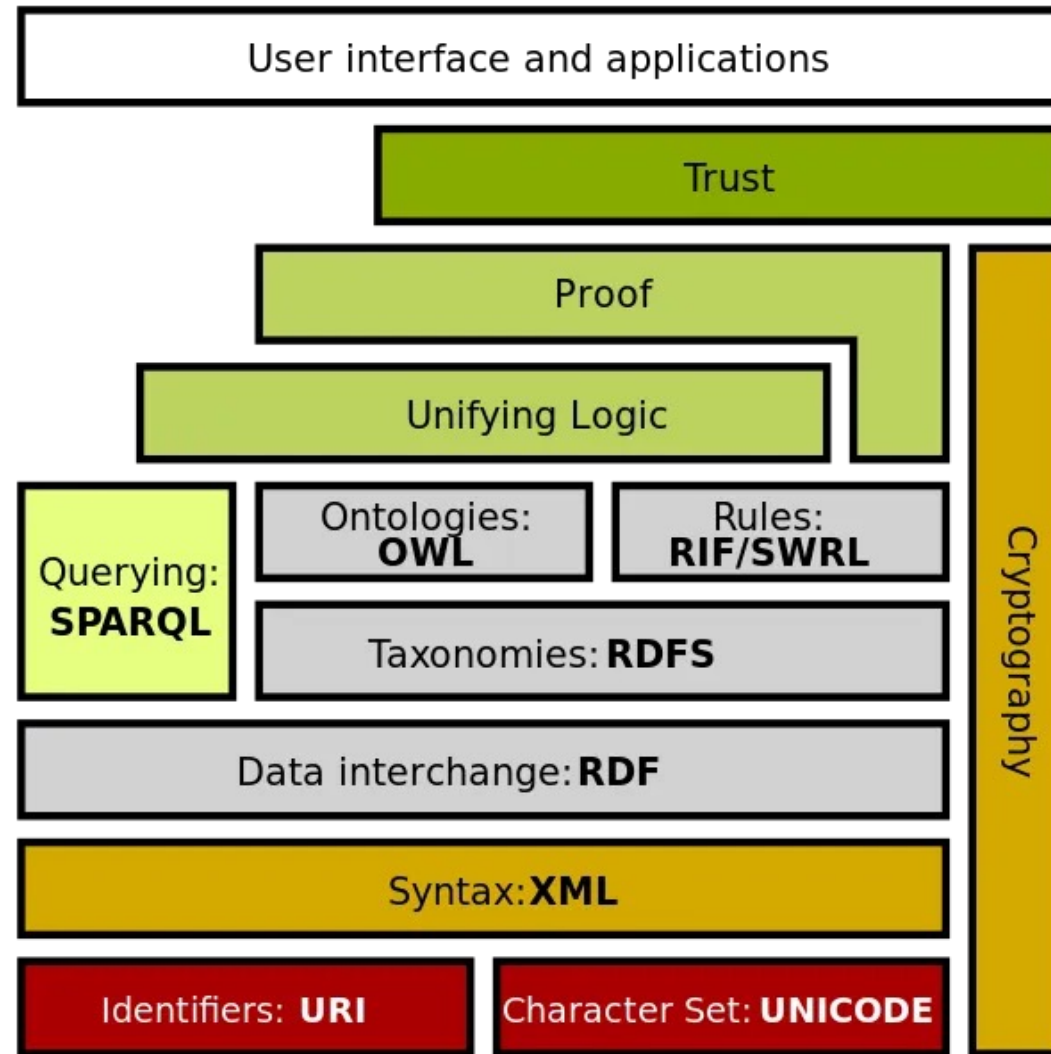 User interface and applications
Trust
Proof
Unifying Logic
Ontologies:
OWL
Rules:
RIF/SWRL
Querying:
SPARQL
Taxonomies: RDFS
Cryptography
Data interchange: RDF
Syntax: XML
Identifiers: URI
Character Set: UNICODE